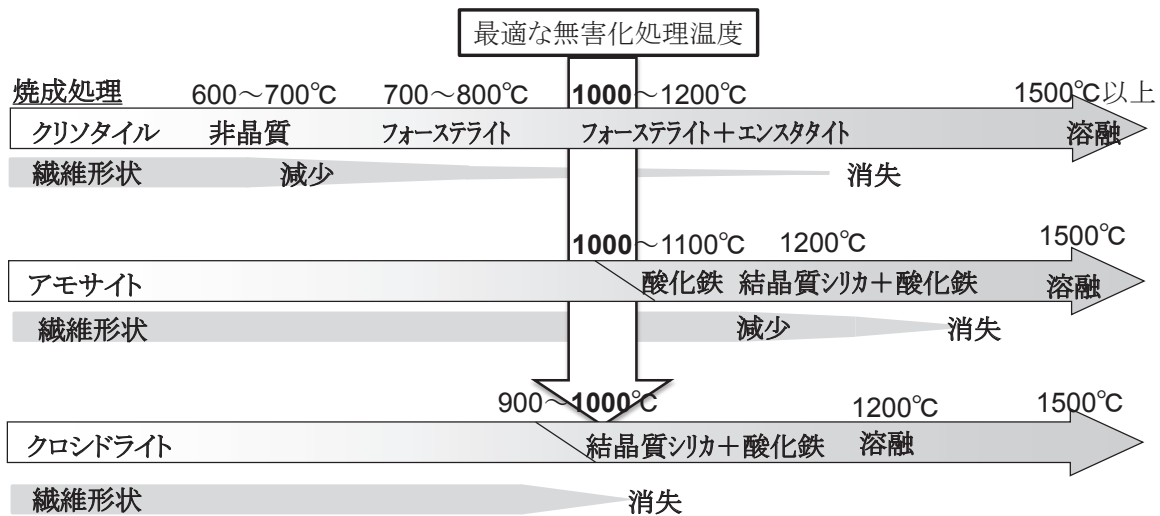 最適な無害化処理温度
焼成処理 600～700℃ 700～800℃ 1000～1200℃ 1500℃以上
クリソタイル 非晶質 フォーステライト フォーステライト＋エンスタタイト 溶融
繊維形状 減少 消失
1000～1100℃ 1200℃ 1500℃
アモサイト 酸化鉄 結晶質シリカ＋酸化鉄 溶融
繊維形状 減少 消失
900～1000℃ 1200℃ 1500℃
クロシドライト 結晶質シリカ＋酸化鉄 溶融
繊維形状 消失